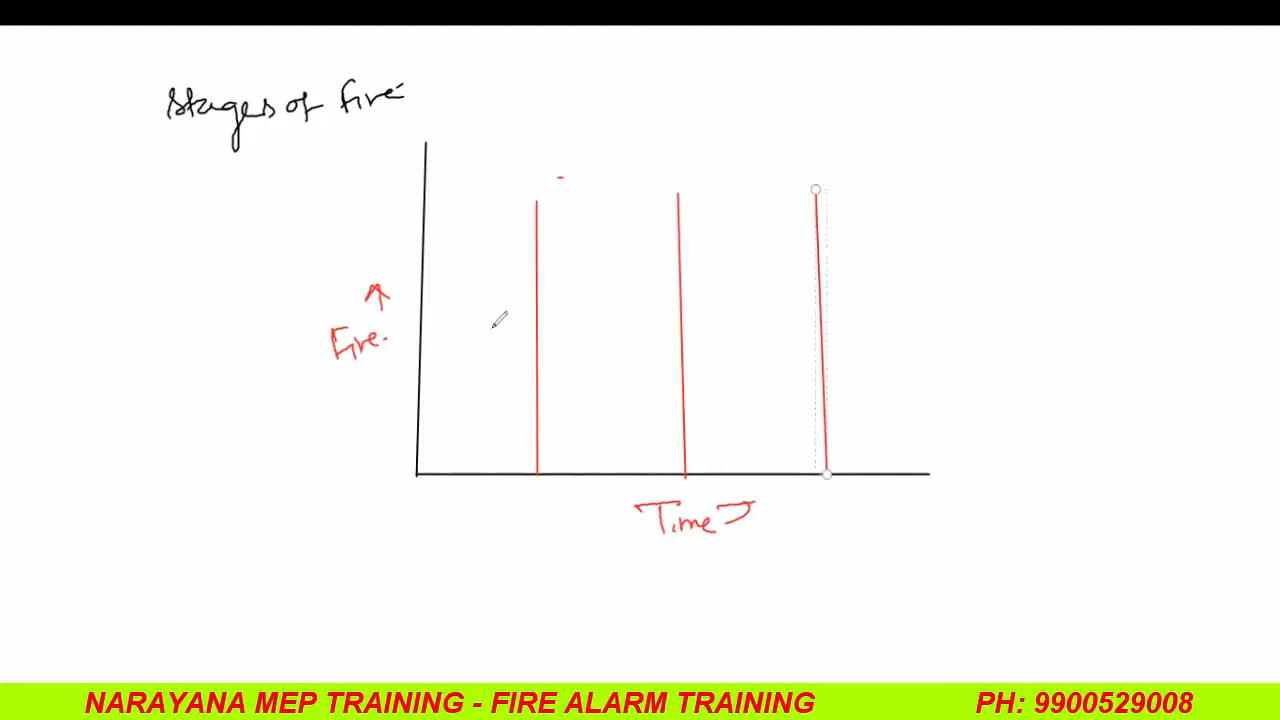 Stages of fire
Fire
Time
NARAYANA MEP TRAINING - FIRE ALARM TRAINING PH: 9900529008